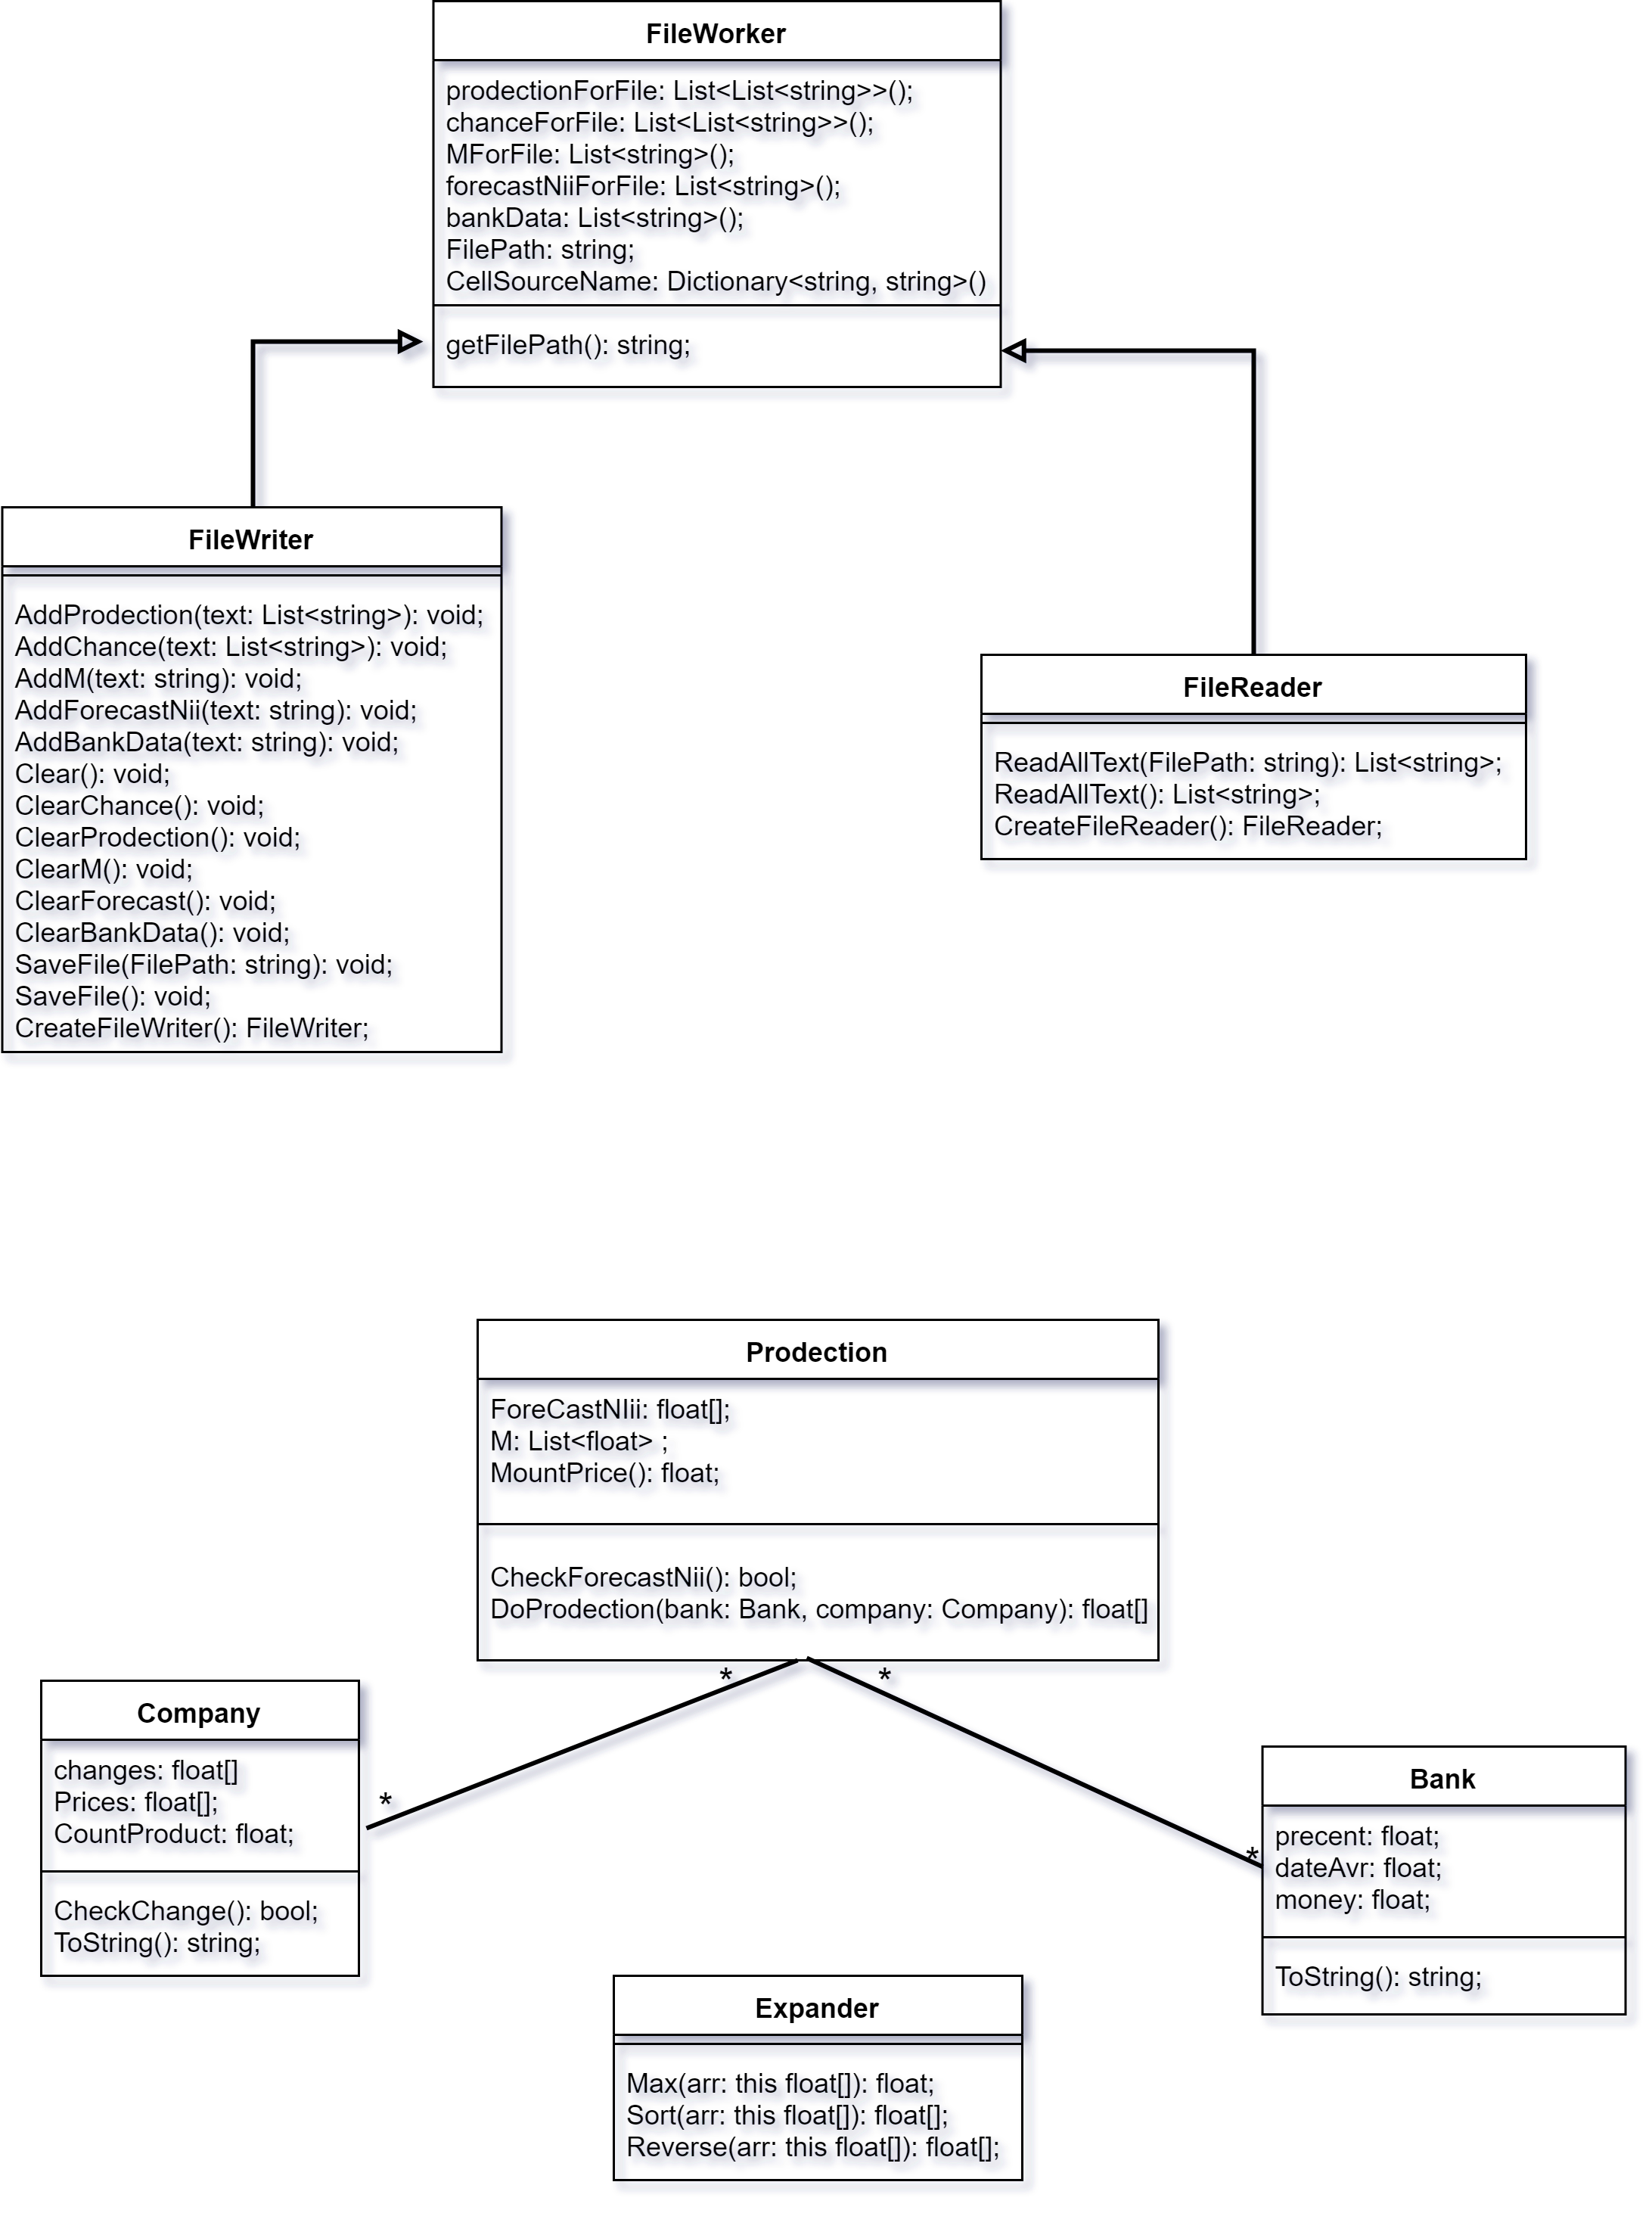 FileWorker
prodectionForFile: List<List<string>>();
chanceForFile: List<List<string>>();
MForFile: List<string>();
forecastNiiForFile: List<string>();
bankData: List<string>();
FilePath: string;
CellSourceName: Dictionary<string, string>()
getFilePath(): string;
FileWriter
AddProdection(text: List<string>): void;
AddChance(text: List<string>): void;
AddM(text: string): void;
AddForecastNii(text: string): void;
AddBankData(text: string): void;
Clear(): void;
ClearChance(): void;
ClearProdection(): void;
ClearM(): void;
ClearForecast(): void;
ClearBankData(): void;
SaveFile(FilePath: string): void;
SaveFile(): void;
CreateFileWriter(): FileWriter;
FileReader
ReadAllText(FilePath: string): List<string>;
ReadAllText(): List<string>;
CreateFileReader(): FileReader;
Prodection
ForeCastNIii: float[];
M: List<float> ;
MountPrice(): float;
CheckForecastNii(): bool;
DoProdection(bank: Bank, company: Company): float[]
*
*
*
*
Company
changes: float[]
Prices: float[];
CountProduct: float;
CheckChange(): bool;
ToString(): string;
Bank
precent: float;
dateAvr: float;
money: float;
ToString(): string;
Expander
Max(arr: this float[]): float;
Sort(arr: this float[]): float[];
Reverse(arr: this float[]): float[];